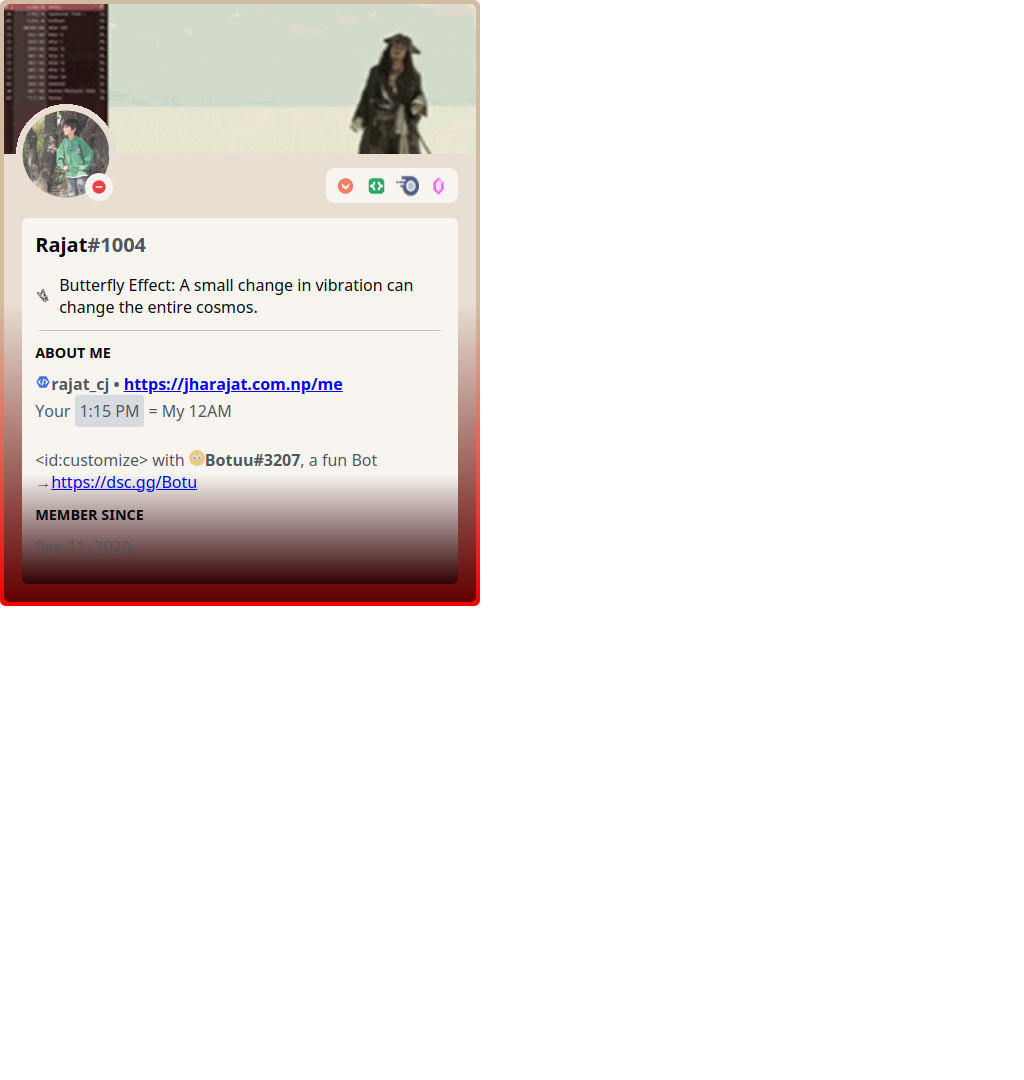 Rajat#1004
Butterfly Effect: A small change in vibration can
change the entire cosmos.
ABOUT ME
rajat_cj • https://jharajat.com.np/me
Your 1:15 PM = My 12AM
<id:customize> with Botuu#3207, a fun Bot
→https://dsc.gg/Botu
MEMBER SINCE
Sep 11, 2020